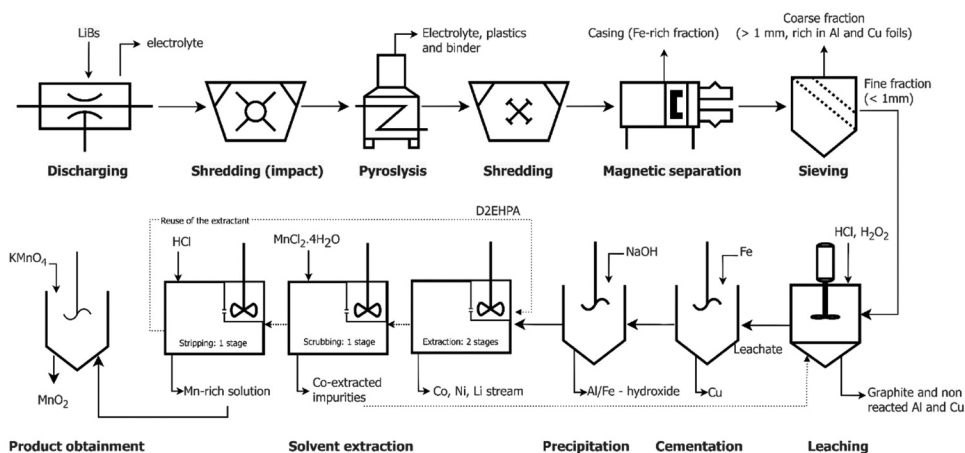 LiBs
electrolyte
Electrolyte, plastics
and binder
Casing (Fe-rich fraction)
Coarse fraction
(> 1 mm, rich in Al and Cu foils)
Fine fraction
(< 1mm)
Discharging
Shredding (impact)
Pyroslysis
Shredding
Magnetic separation
Sieving
D2EHPA
Reuse of the extractant
KMnO4
HCl
MnCl2.4H2O
NaOH
Fe
HCl, H2O2
Stripping: 1 stage
Scrubbing: 1 stage
Extraction: 2 stages
Leachate
MnO2
Mn-rich solution
Co-extracted
impurities
Co, Ni, Li stream
Al/Fe - hydroxide
Cu
Graphite and non
reacted Al and Cu
Product obtainment
Solvent extraction
Precipitation
Cementation
Leaching